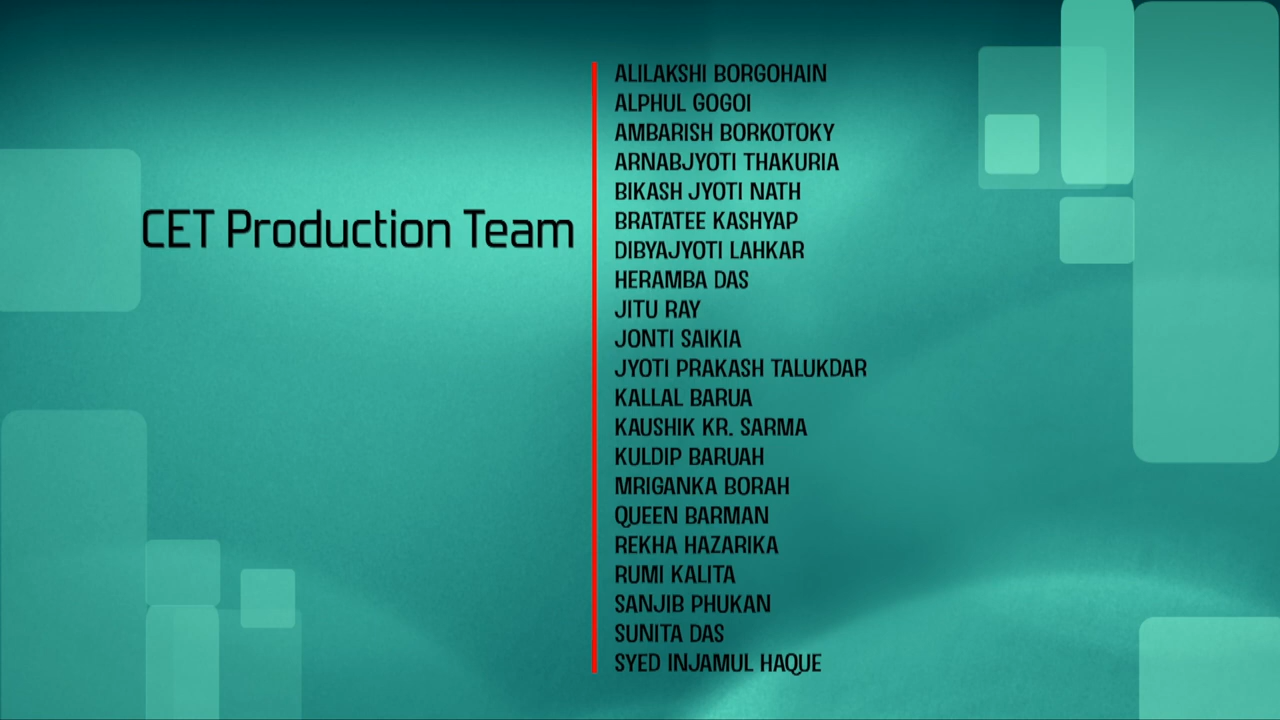 CET Production Team
ALILAKSHI BORGOHAIN
ALPHUL GOGOI
AMBARISH BORKOTOKY
ARNABJYOTI THAKURIA
BIKASH JYOTI NATH
BRATATEE KASHYAP
DIBYAJYOTI LAHKAR
HERAMBA DAS
JITU RAY
JONTI SAIKIA
JYOTI PRAKASH TALUKDAR
KALLAL BARUA
KAUSHIK KR. SARMA
KULDIP BARUAH
MRIGANKA BORAH
QUEEN BARMAN
REKHA HAZARIKA
RUMI KALITA
SANJIB PHUKAN
SUNITA DAS
SYED INJAMUL HAQUE